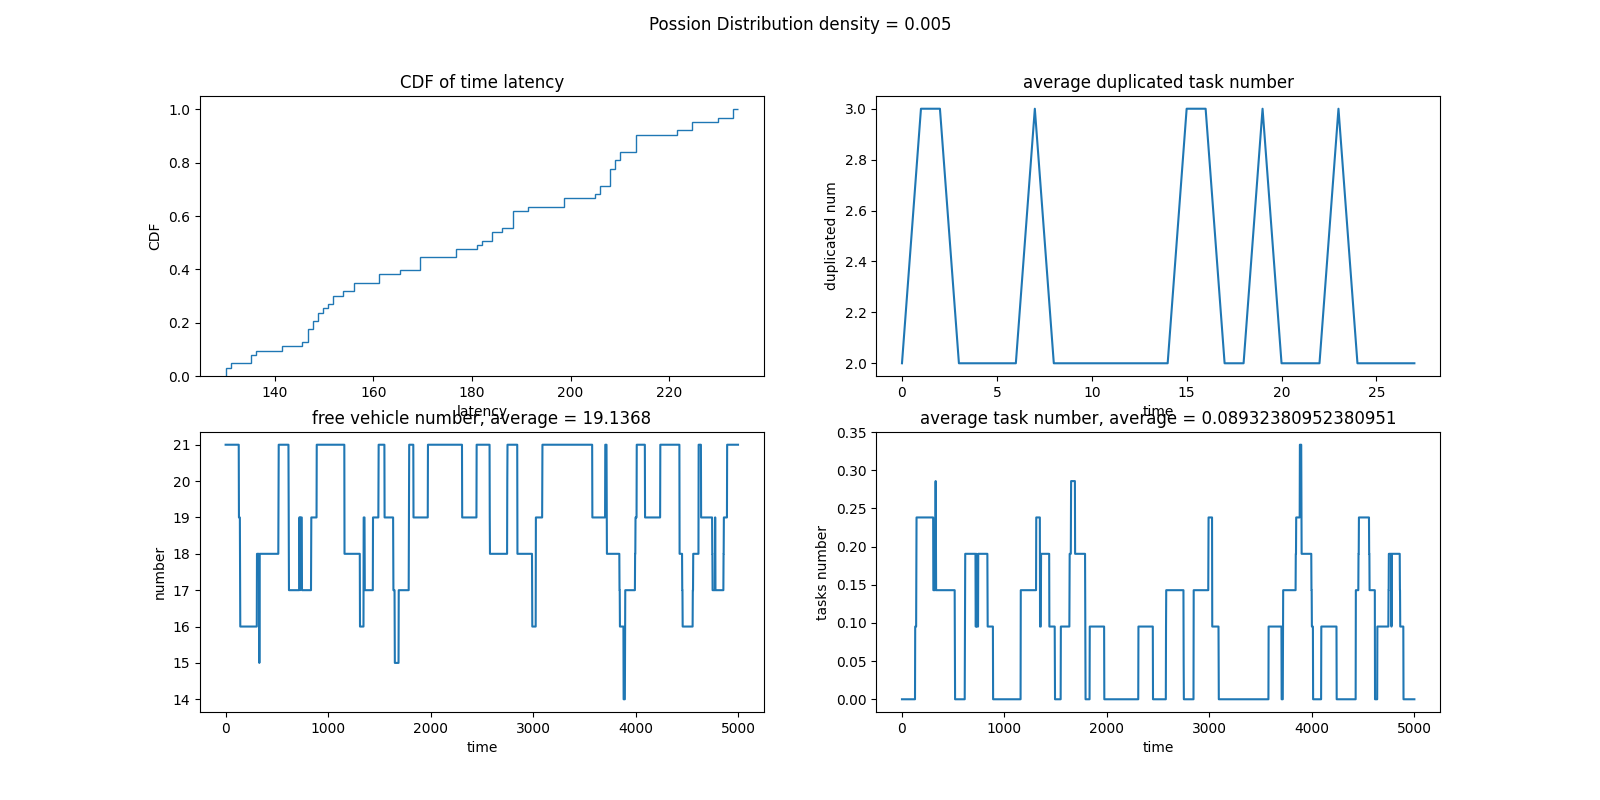 Possion Distribution density = 0.005
CDF of time latency
1.0
0.8
0.6
0.4
0.2
0.0
CDF
140 160 180 200 220
latency
average duplicated task number
3.0
2.8
2.6
2.4
2.2
2.0
duplicated num
0 5 10 15 20 25
time
free vehicle number, average = 19.1368
21
20
19
18
17
16
15
14
number
0 1000 2000 3000 4000 5000
time
average task number, average = 0.08932380952380951
0.35
0.30
0.25
0.20
0.15
0.10
0.05
0.00
tasks number
0 1000 2000 3000 4000 5000
time